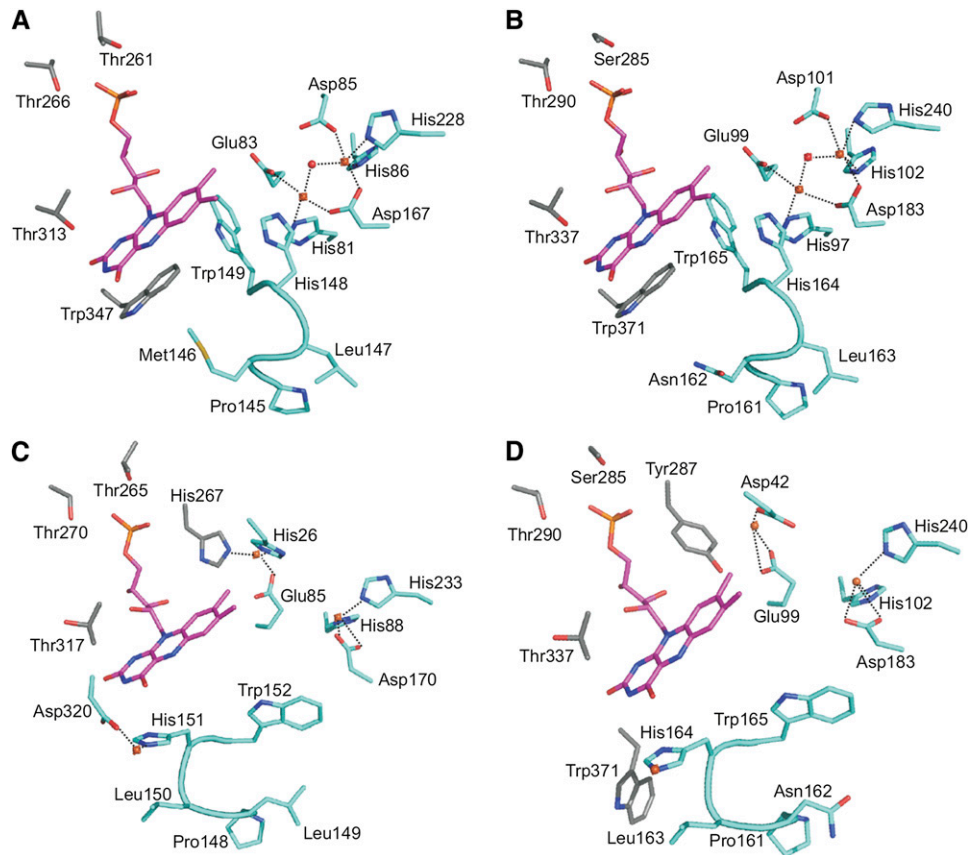 A
Thr261
Thr266
Asp85
His228
Glu83
His86
Asp167
Thr313
His81
Trp149
His148
Trp347
Met146
Leu147
Pro145
B
Ser285
Thr290
Asp101
His240
Glu99
His102
Asp183
Thr337
His97
Trp165
His164
Trp371
Leu163
Asn162
Pro161
C
Thr265
His267
Thr270
His26
His233
Glu85
His88
Thr317
Asp170
Trp152
Asp320
His151
Leu150
Leu149
Pro148
D
Ser285
Tyr287
Asp42
Thr290
His240
His102
Glu99
Thr337
Asp183
Trp165
His164
Trp371
Asn162
Leu163
Pro161